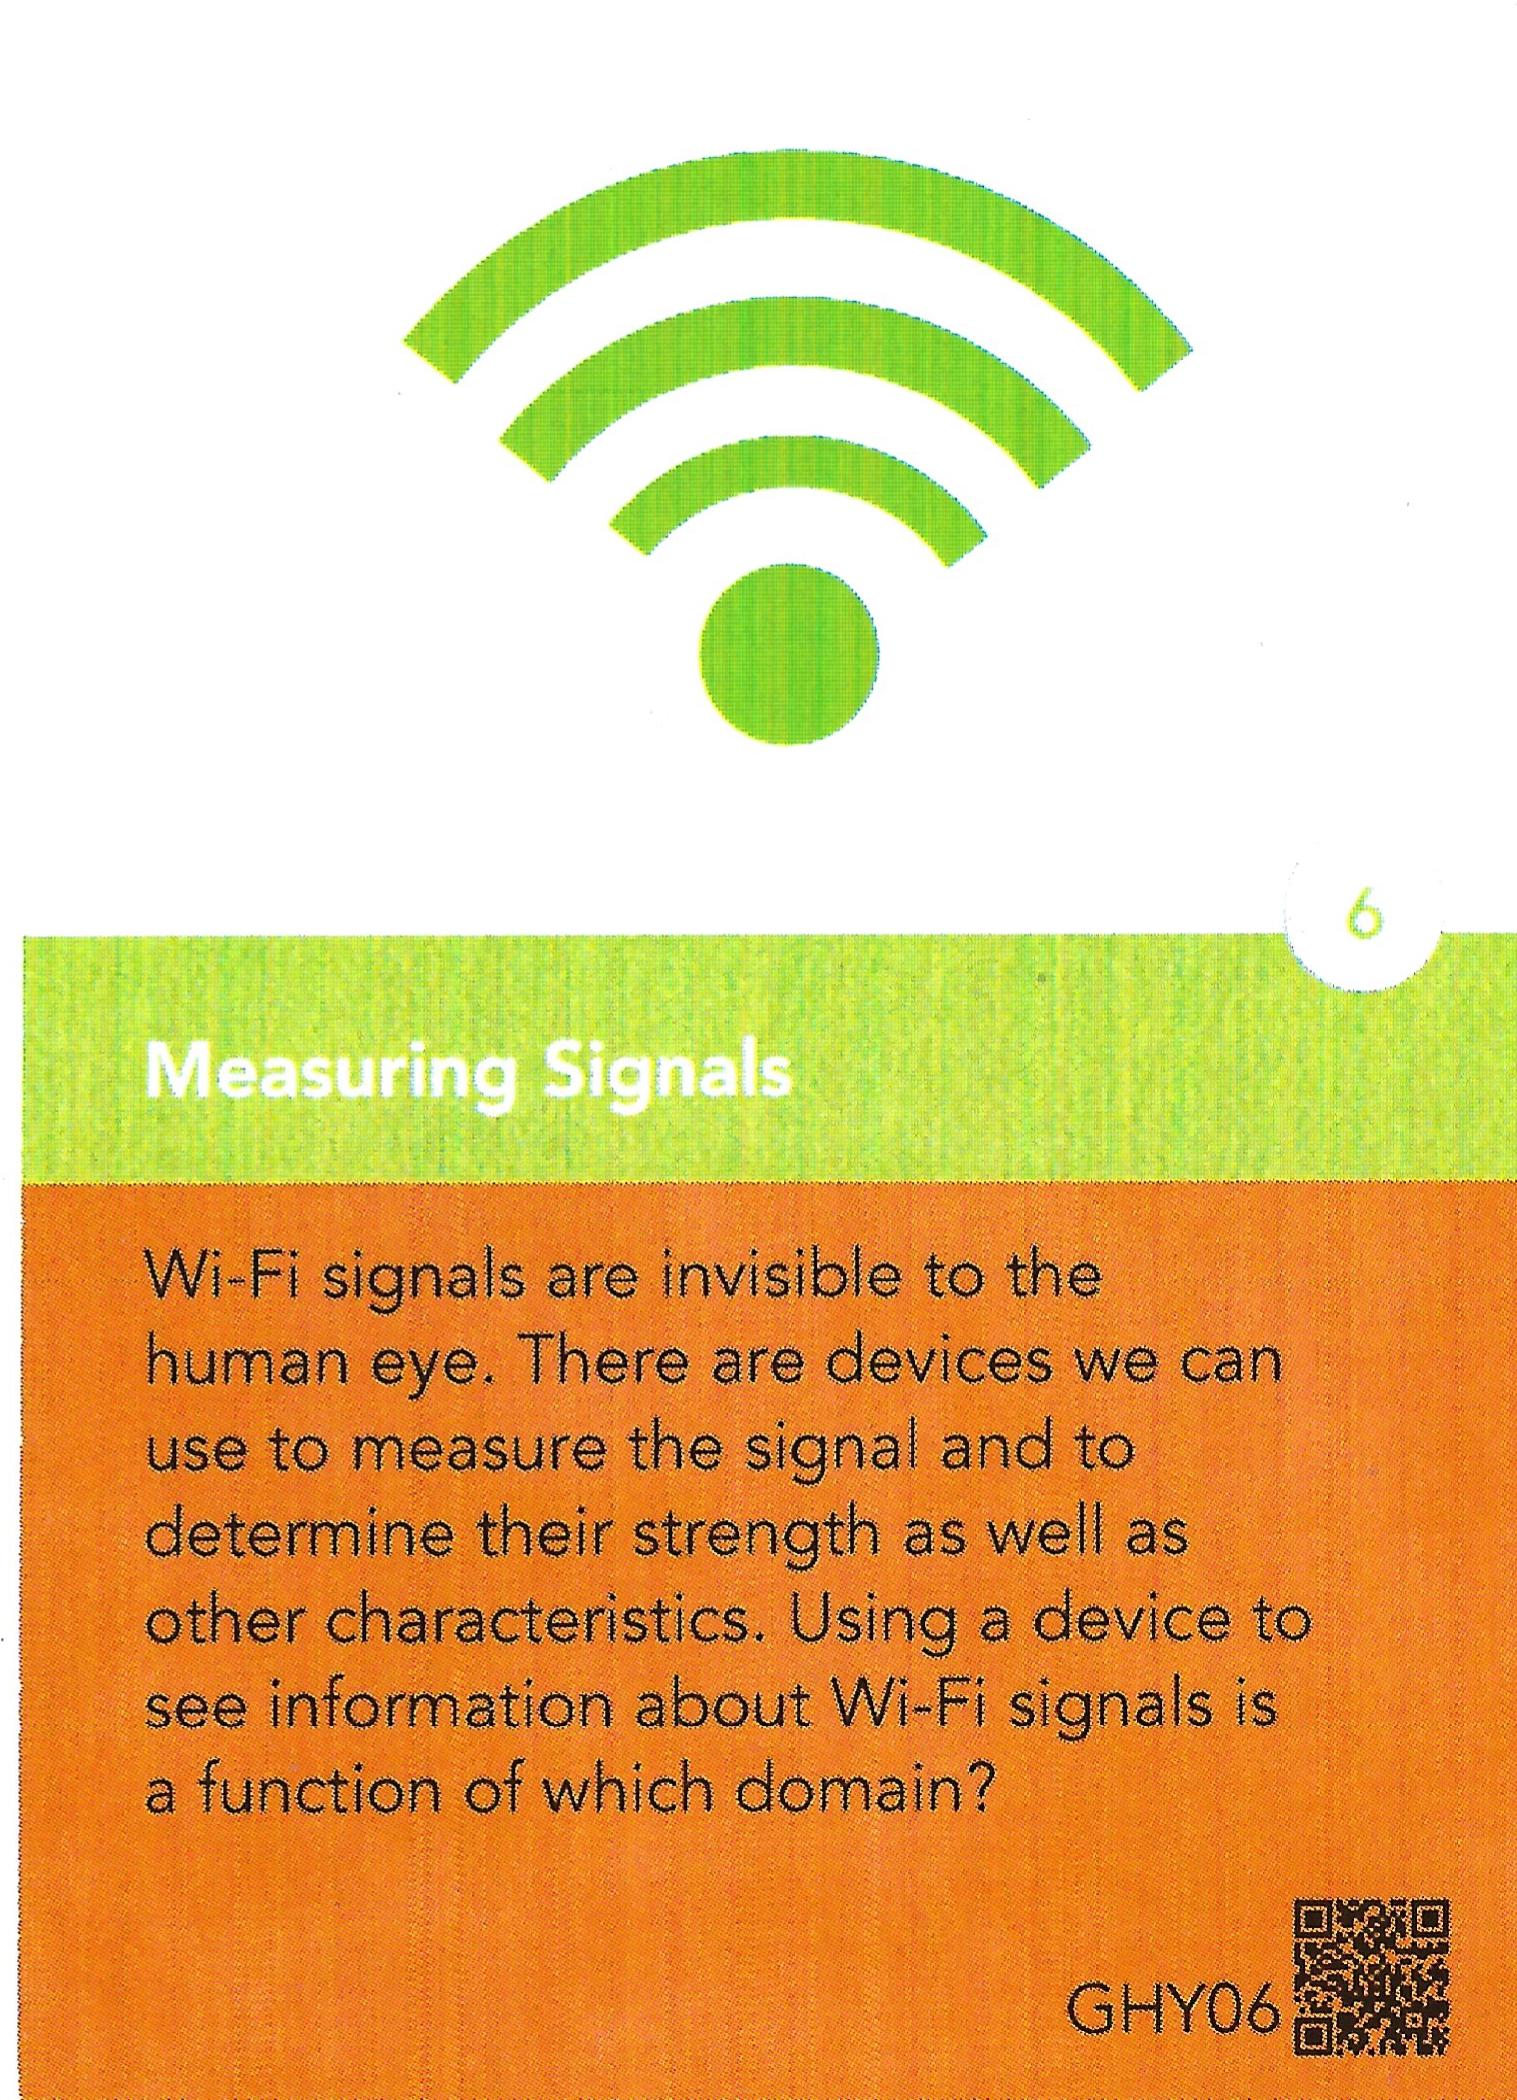 6
Measuring Signals
Wi-Fi signals are invisible to the
human eye. There are devices we can
use to measure the signal and to
determine their strength as well as
other characteristics. Using a device to
see information about Wi-Fi signals is
a function of which domain?
GHY06